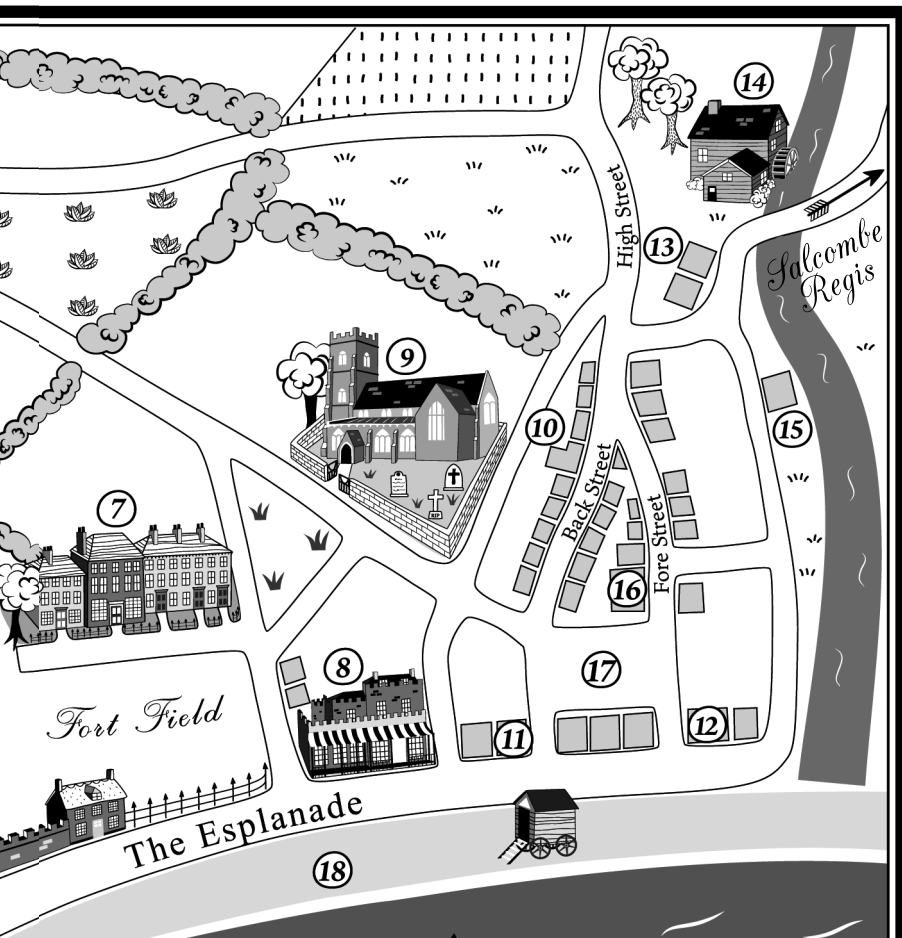 14
High Street
13
Salcombe
Regis
9
10
15
Back Street
7
Fore Street
RIP
16
8
17
Fort Field
11
12
The Esplanade
18